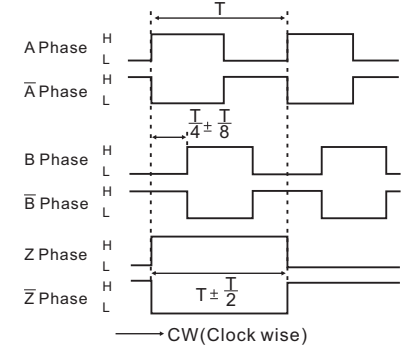 T
A Phase H
L
A̅ Phase H
L
T/4 ± T/8
B Phase H
L
B̅ Phase H
L
Z Phase H
L
Z̅ Phase H
L
T ± T/2
CW(Clock wise)